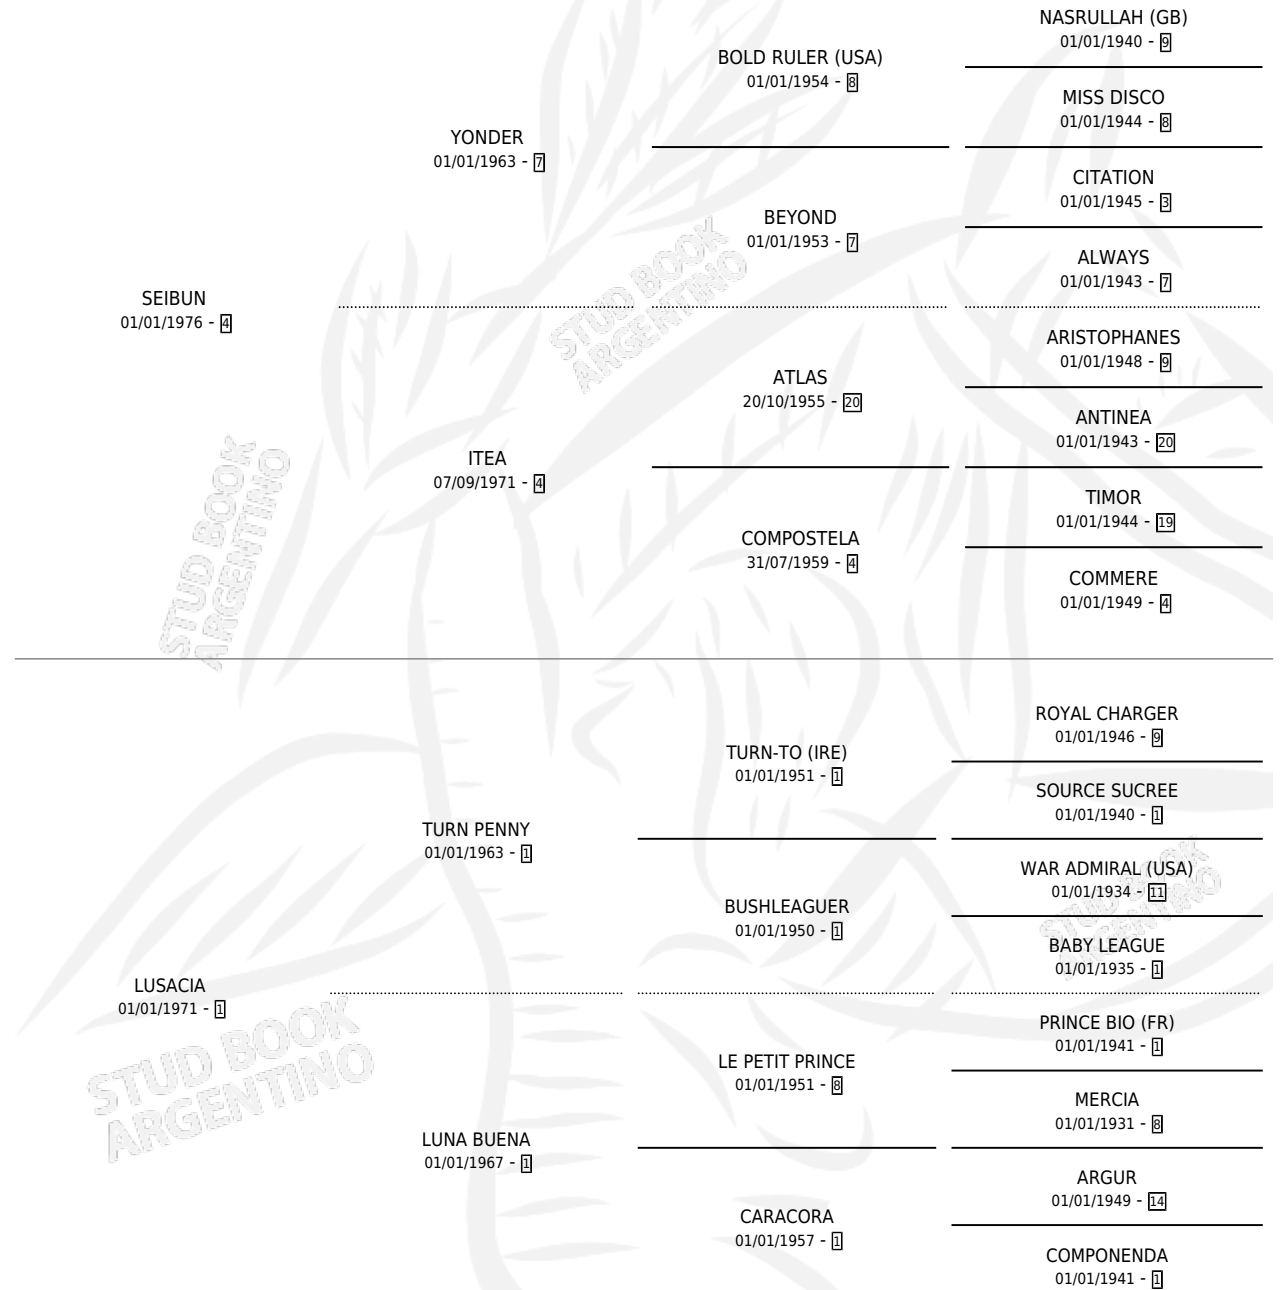 NASRULLAH (GB)
01/01/1940 - 9
BOLD RULER (USA)
01/01/1954 - 8
MISS DISCO
01/01/1944 - 8
YONDER
01/01/1963 - 7
CITATION
01/01/1945 - 3
BEYOND
01/01/1953 - 7
ALWAYS
01/01/1943 - 7
SEIBUN
01/01/1976 - 4
ARISTOPHANES
01/01/1948 - 9
ATLAS
20/10/1955 - 20
ANTINEA
01/01/1943 - 20
ITEA
07/09/1971 - 4
TIMOR
01/01/1944 - 19
COMPOSTELA
31/07/1959 - 4
COMMERE
01/01/1949 - 4
STUD BOOK
ARGENTINO
STUD BOOK
ARGENTINO
ROYAL CHARGER
01/01/1946 - 9
TURN-TO (IRE)
01/01/1951 - 1
SOURCE SUCREE
01/01/1940 - 1
TURN PENNY
01/01/1963 - 1
WAR ADMIRAL (USA)
01/01/1934 - 11
BUSHLEAGUER
01/01/1950 - 1
BABY LEAGUE
01/01/1935 - 1
STUD BOOK
ARGENTINO
LUSACIA
01/01/1971 - 1
PRINCE BIO (FR)
01/01/1941 - 1
LE PETIT PRINCE
01/01/1951 - 8
MERCIA
01/01/1931 - 8
LUNA BUENA
01/01/1967 - 1
ARGUR
01/01/1949 - 14
CARACORA
01/01/1957 - 1
COMPONENDA
01/01/1941 - 1
STUD BOOK
ARGENTINO